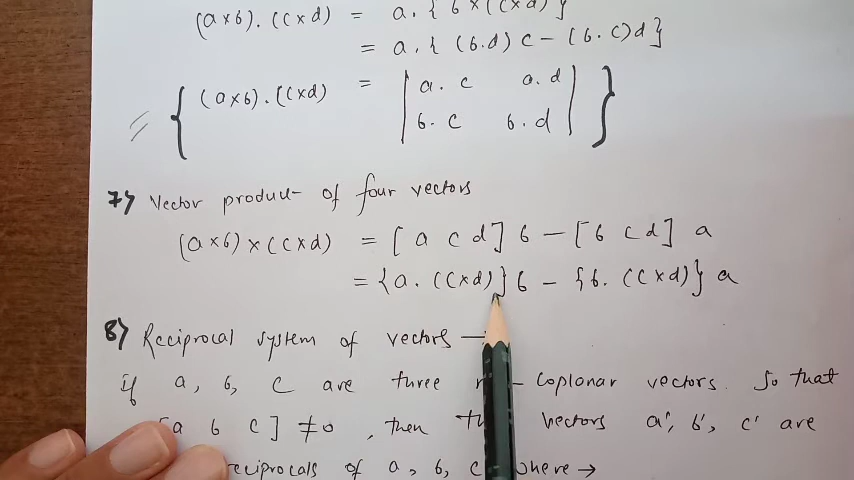 (a×b).(c×d) = a.{b×(c×d)}
= a.{(b.d)c-(b.c)d}
= { (a×b).(c×d) = | a.c a.d | }
| b.c b.d |
7) Vector product of four vectors
(a×b)×(c×d) = [a c d] b - [b c d] a
= {a.(c×d)}b - {b.(c×d)} a
8) Reciprocal system of vectors —
if a, b, c are three - coplanar vectors. So that
[a b c] ≠0, then vectors a', b', c' are
eciprocals of a, b, c where →